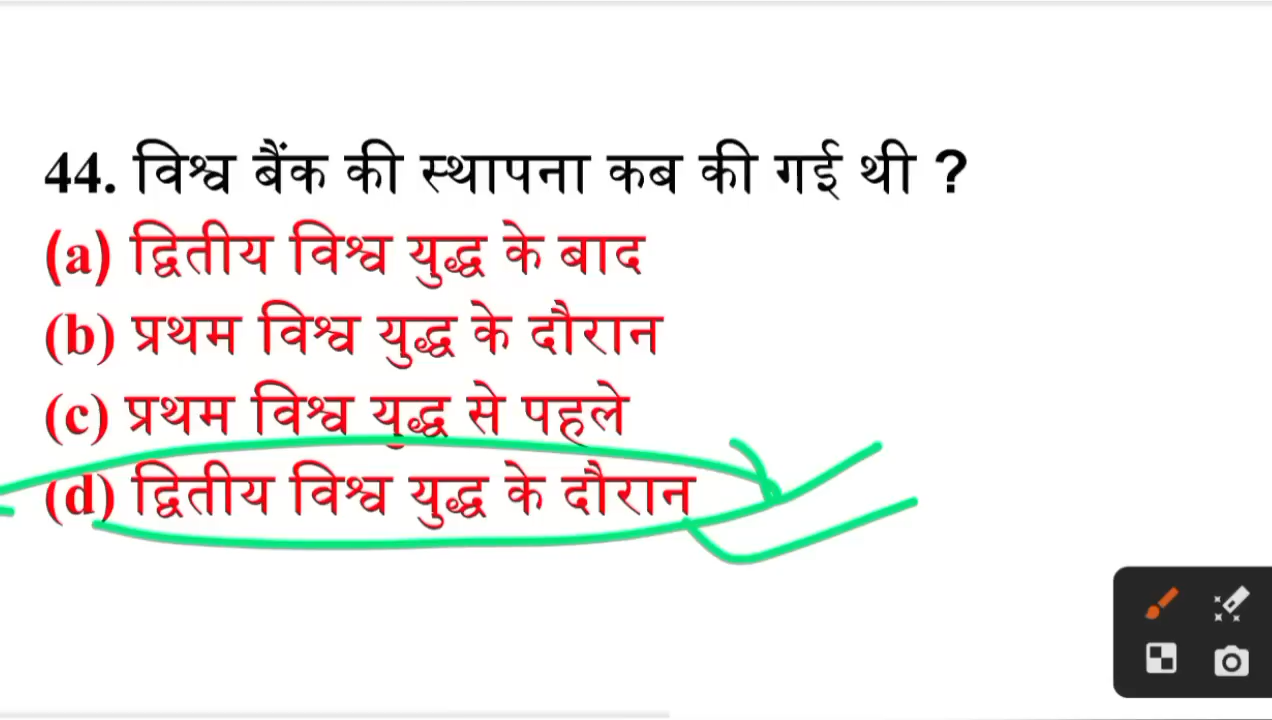 44. विश्व बैंक की स्थापना कब की गई थी ?
(a) द्वितीय विश्व युद्ध के बाद
(b) प्रथम विश्व युद्ध के दौरान
(c) प्रथम विश्व युद्ध से पहले
(d) द्वितीय विश्व युद्ध के दौरान